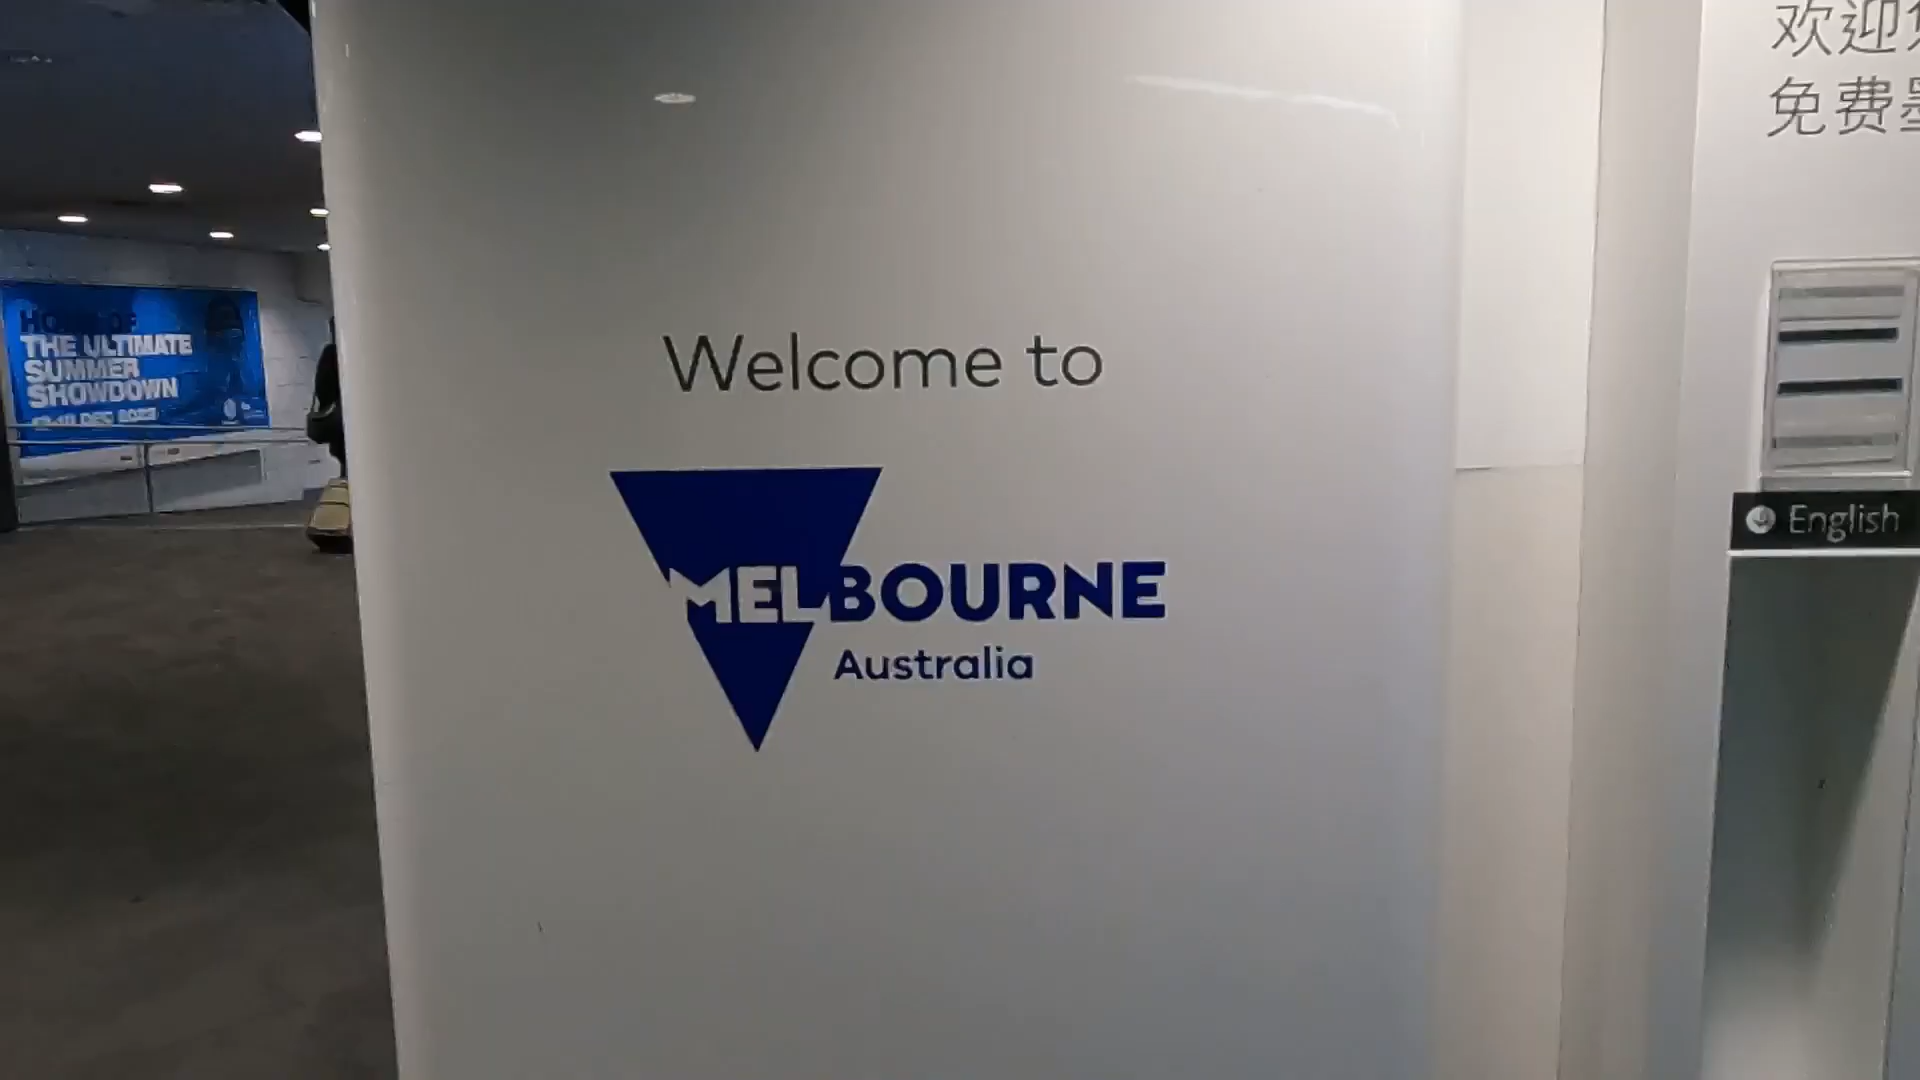 Welcome to
MELBOURNE
Australia
THE ULTIMATE
SUMMER
SHOWDOWN
欢迎
免费
English